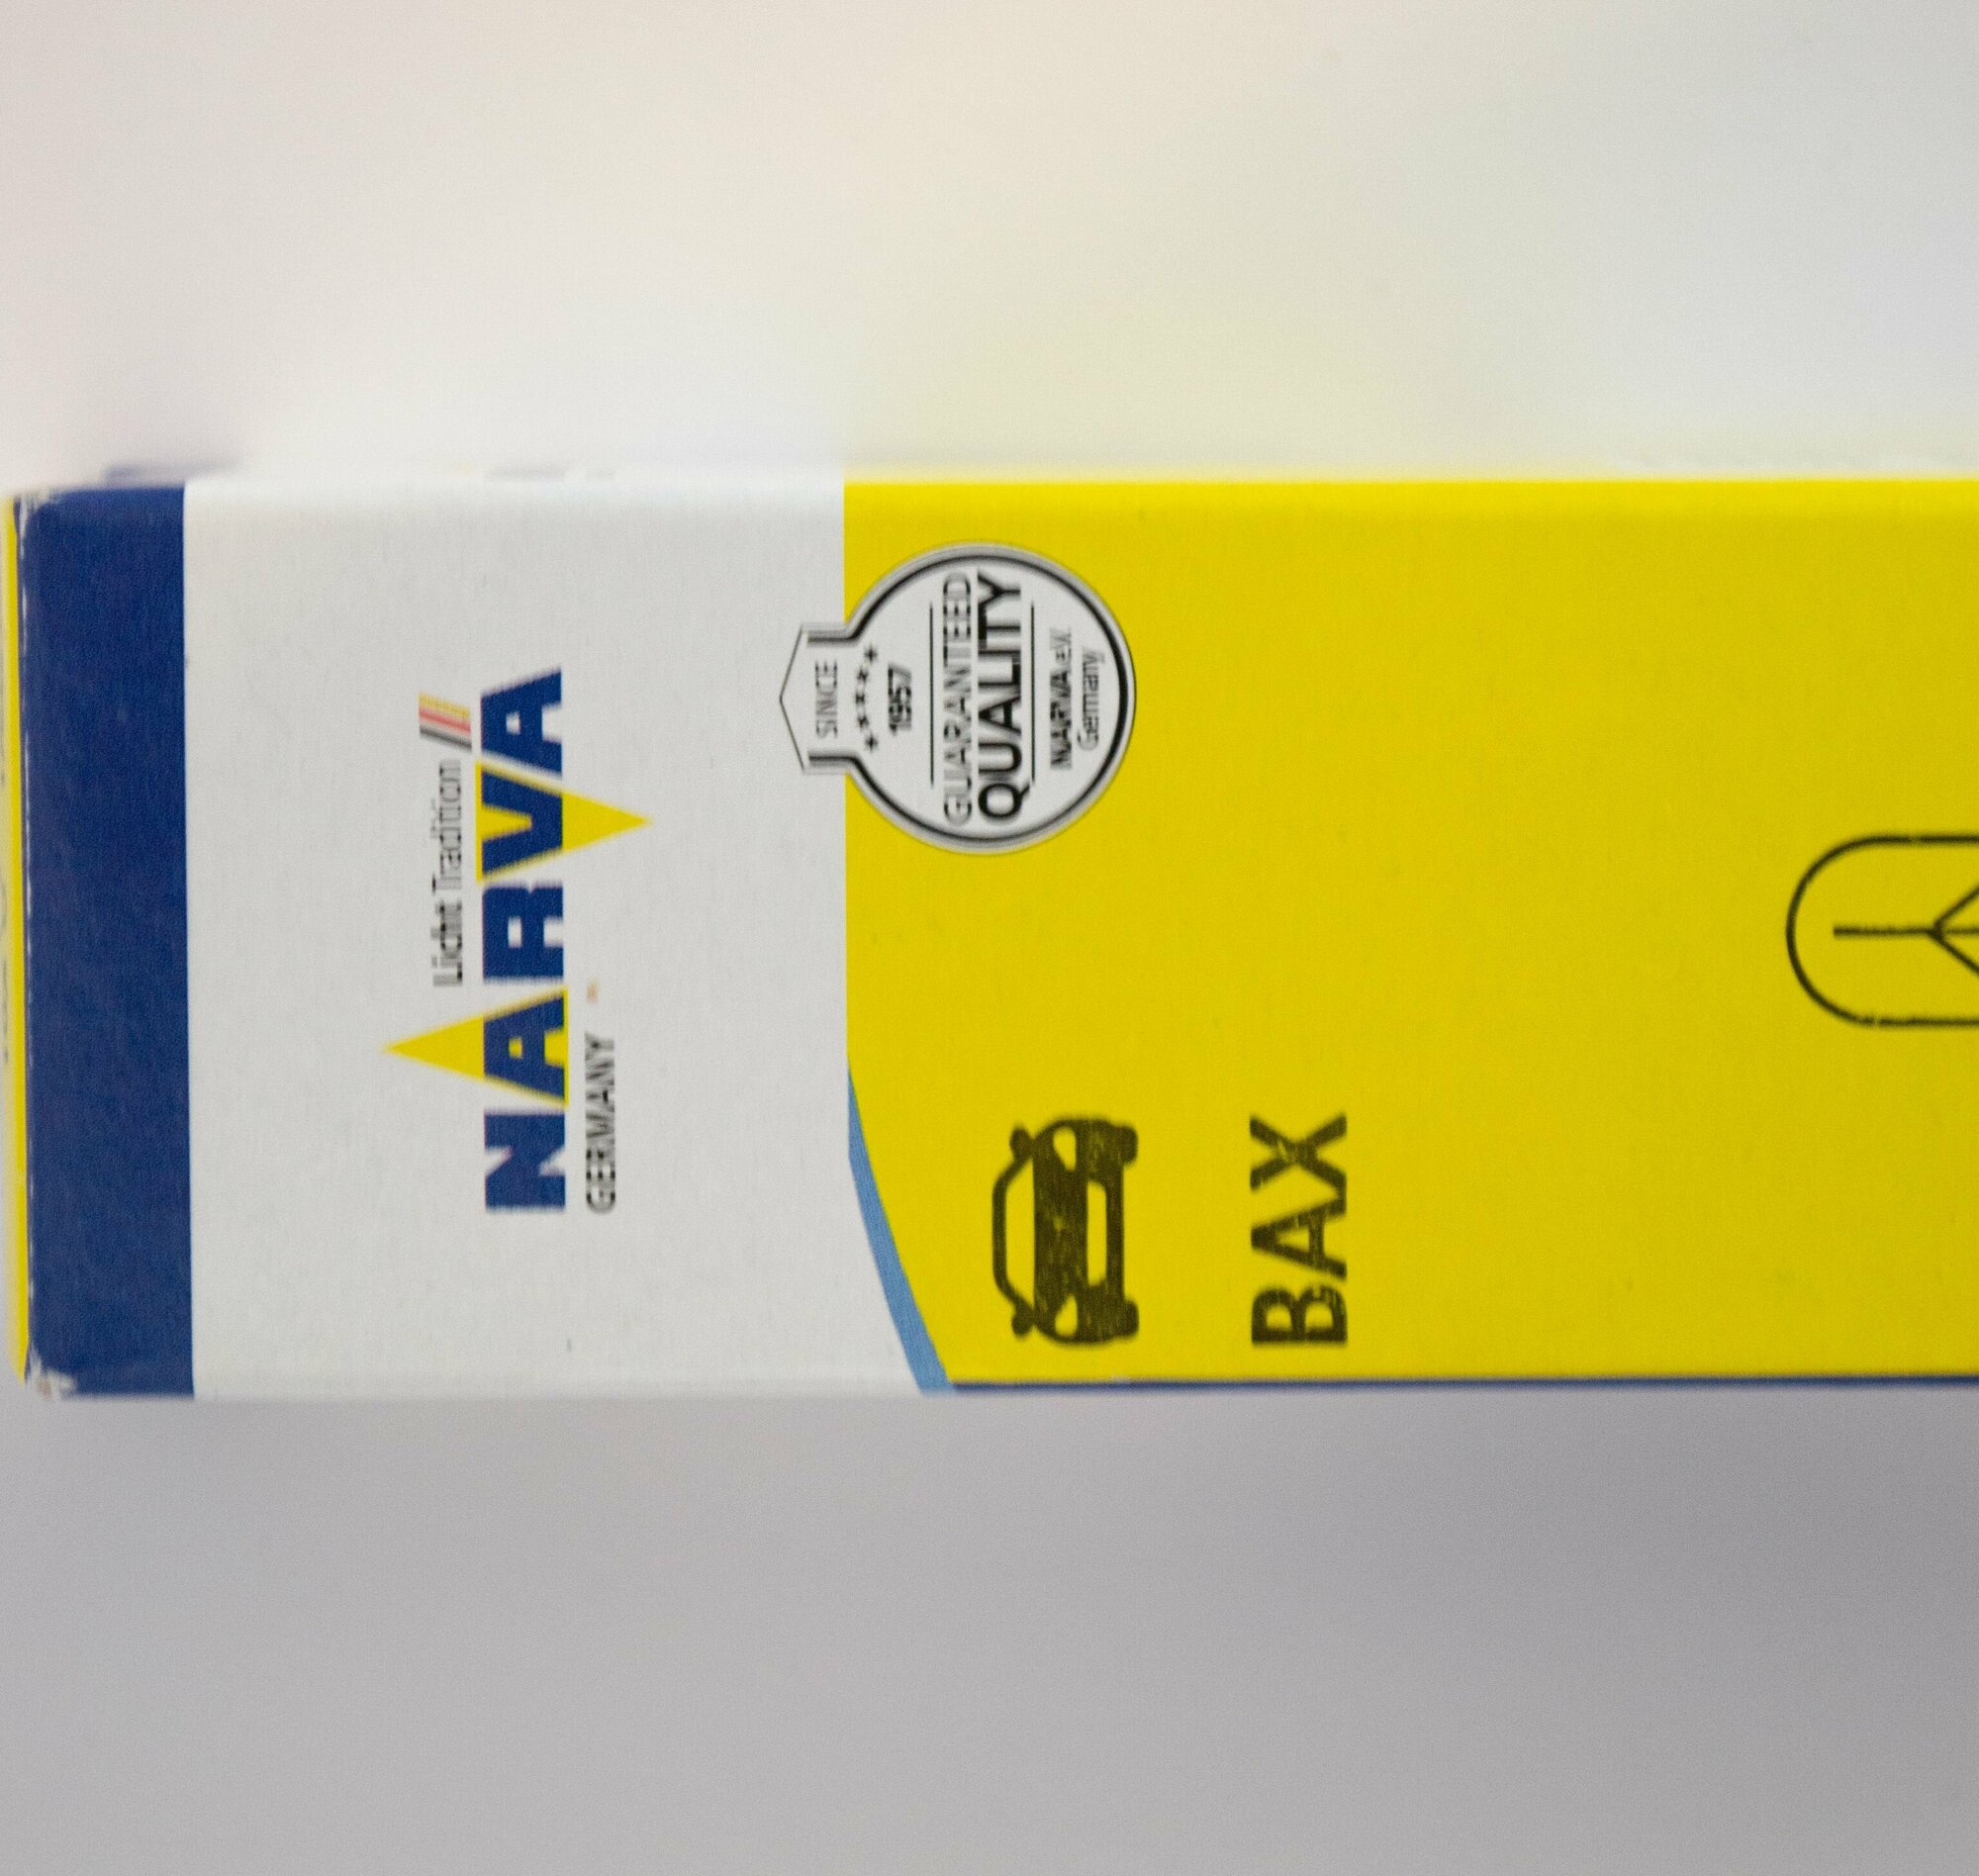 Licht Tradition
NARVA
GERMANY
SINCE
1957
GUARANTEED
QUALITY
NARVA e.W.
Germany
BAX